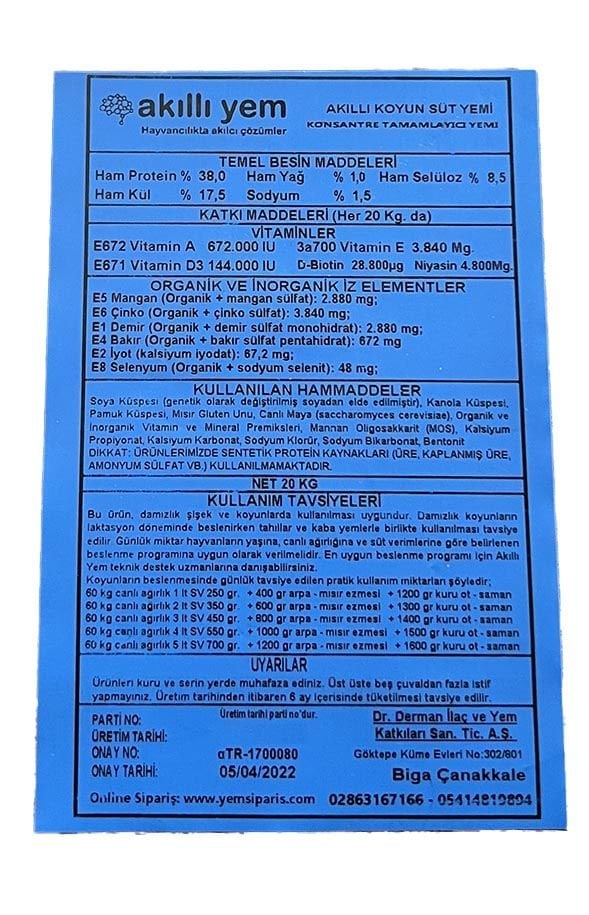 akıllı yem
Hayvancılıkta akılcı çözümler
AKILLI KOYUN SÜT YEMİ
KONSANTRE TAMAMLAYICI YEMİ
TEMEL BESİN MADDELERİ
Ham Protein % 38,0 Ham Yağ % 1,0 Ham Selüloz % 8,5
Ham Kül % 17,5 Sodyum % 1,5
KATKI MADDELERİ (Her 20 Kg. da)
VİTAMİNLER
E672 Vitamin A 672.000 IU 3a700 Vitamin E 3.840 Mg.
E671 Vitamin D3 144.000 IU D-Biotin 28.800µg Niyasin 4.800Mg.
ORGANİK VE İNORGANİK İZ ELEMENTLER
E5 Mangan (Organik + mangan sülfat): 2.880 mg;
E6 Çinko (Organik + çinko sülfat): 3.840 mg;
E1 Demir (Organik + demir sülfat monohidrat): 2.880 mg;
E4 Bakır (Organik + bakır sülfat pentahidrat): 672 mg
E2 İyot (kalsiyum iyodat): 67,2 mg;
E8 Selenyum (Organik + sodyum selenit): 48 mg;
KULLANILAN HAMMADDELER
Soya Küspesi (genetik olarak değiştirilmiş soyadan elde edilmiştir), Kanola Küspesi,
Pamuk Küspesi, Mısır Gluten Unu, Canlı Maya (saccharomyces cerevisiae), Organik ve
İnorganik Vitamin ve Mineral Premiksleri, Mannan Oligosakkarit (MOS), Kalsiyum
Propiyonat, Kalsiyum Karbonat, Sodyum Klorür, Sodyum Bikarbonat, Bentonit
DİKKAT: ÜRÜNLERİMİZDE SENTETİK PROTEİN KAYNAKLARI (ÜRE, KAPLANMIŞ ÜRE,
AMONYUM SÜLFAT VB.) KULLANILMAMAKTADIR.
NET 20 KG
KULLANIM TAVSİYELERİ
Bu ürün, damızlık şişek ve koyunlarda kullanılması uygundur. Damızlık koyunların
laktasyon döneminde beslenirken tahıllar ve kaba yemlerle birlikte kullanılması tavsiye
edilir. Günlük miktar hayvanların yaşına, canlı ağırlığına ve süt verimlerine göre belirlenen
beslenme programına uygun olarak verilmelidir. En uygun beslenme programı için Akıllı
Yem teknik destek uzmanlarına danışabilirsiniz.
Koyunların beslenmesinde günlük tavsiye edilen pratik kullanım miktarları şöyledir;
60 kg canlı ağırlık 1 lt SV 250 gr. + 400 gr arpa - mısır ezmesi + 1200 gr kuru ot - saman
60 kg canlı ağırlık 2 lt SV 350 gr. + 600 gr arpa - mısır ezmesi + 1300 gr kuru ot - saman
60 kg canlı ağırlık 3 lt SV 450 gr. + 800 gr arpa - mısır ezmesi + 1400 gr kuru ot - saman
60 kg canlı ağırlık 4 lt SV 550 gr. + 1000 gr arpa - mısır ezmesi + 1500 gr kuru ot - saman
60 kg canlı ağırlık 5 lt SV 700 gr. + 1200 gr arpa - mısır ezmesi + 1600 gr kuru ot - saman
UYARILAR
Ürünleri kuru ve serin yerde muhafaza ediniz. Üst üste beş çuvaldan fazla istif
yapmayınız. Üretim tarihinden itibaren 6 ay içerisinde tüketilmesi tavsiye edilir.
PARTİ NO: Üretim tarihi parti no'dur.
ÜRETİM TARİHİ:
ONAY NO: αTR-1700080
ONAY TARİHİ: 05/04/2022
Dr. Derman İlaç ve Yem
Katkıları San. Tic. A.Ş.
Göktepe Küme Evleri No:302/601
Biga Çanakkale
Online Sipariş: www.yemsiparis.com 02863167166 - 05414819894